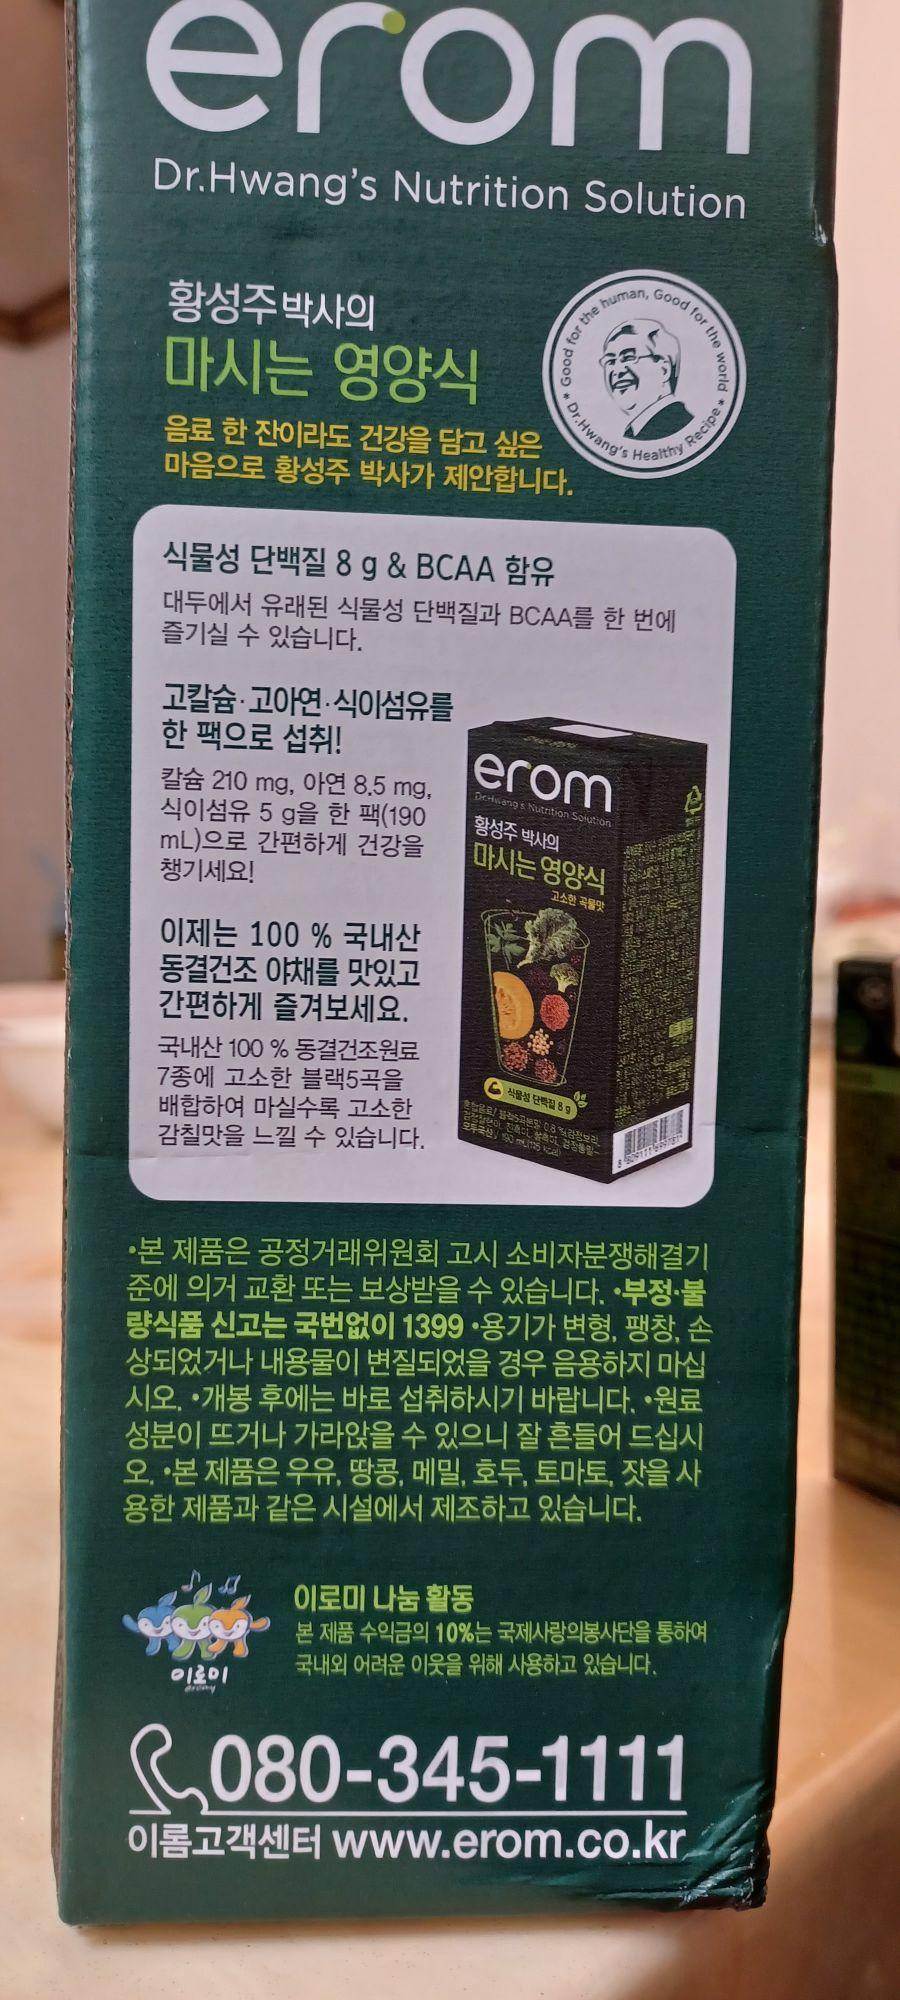 erom
Dr.Hwang's Nutrition Solution
황성주 박사의
마시는 영양식
음료 한 잔이라도 건강을 담고 싶은
마음으로 황성주 박사가 제안합니다.
Good for the human, Good for the world
Dr.Hwang's Healthy Recipe
식물성 단백질 8 g & BCAA 함유
대두에서 유래된 식물성 단백질과 BCAA를 한 번에
즐기실 수 있습니다.
고칼슘·고아연·식이섬유를
한 팩으로 섭취!
칼슘 210 mg, 아연 8.5 mg,
식이섬유 5 g을 한 팩(190
mL)으로 간편하게 건강을
챙기세요!
이제는 100 % 국내산
동결건조 야채를 맛있고
간편하게 즐겨보세요.
국내산 100 % 동결건조원료
7종에 고소한 블랙5곡을
배합하여 마실수록 고소한
감칠맛을 느낄 수 있습니다.
erom
Dr.Hwang's Nutrition Solution
황성주 박사의
마시는 영양식
고소한 곡물맛
식물성 단백질 8 g
•본 제품은 공정거래위원회 고시 소비자분쟁해결기
준에 의거 교환 또는 보상받을 수 있습니다. •부정·불
량식품 신고는 국번없이 1399 •용기가 변형, 팽창, 손
상되었거나 내용물이 변질되었을 경우 음용하지 마십
시오. •개봉 후에는 바로 섭취하시기 바랍니다. •원료
성분이 뜨거나 가라앉을 수 있으니 잘 흔들어 드십시
오. •본 제품은 우유, 땅콩, 메밀, 호두, 토마토, 잣을 사
용한 제품과 같은 시설에서 제조하고 있습니다.
이로미 나눔 활동
본 제품 수익금의 10%는 국제사랑의봉사단을 통하여
국내외 어려운 이웃을 위해 사용하고 있습니다.
이로미
080-345-1111
이롬고객센터 www.erom.co.kr